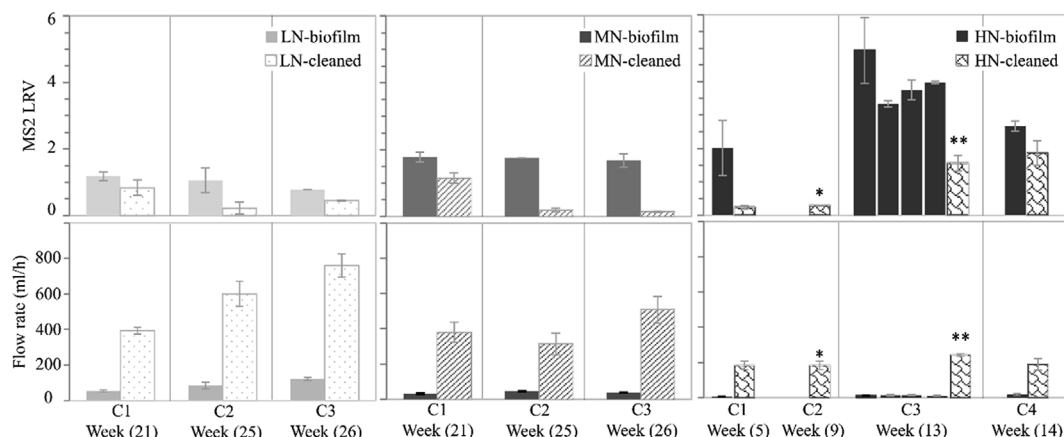 MS2 LRV
6
4
2
0
LN-biofilm
LN-cleaned
MN-biofilm
MN-cleaned
HN-biofilm
HN-cleaned
*
**
Flow rate (ml/h)
800
600
400
200
0
*
**
C1 C2 C3 C1 C2 C3 C1 C2 C3 C4
Week (21) Week (25) Week (26) Week (21) Week (25) Week (26) Week (5) Week (9) Week (13) Week (14)